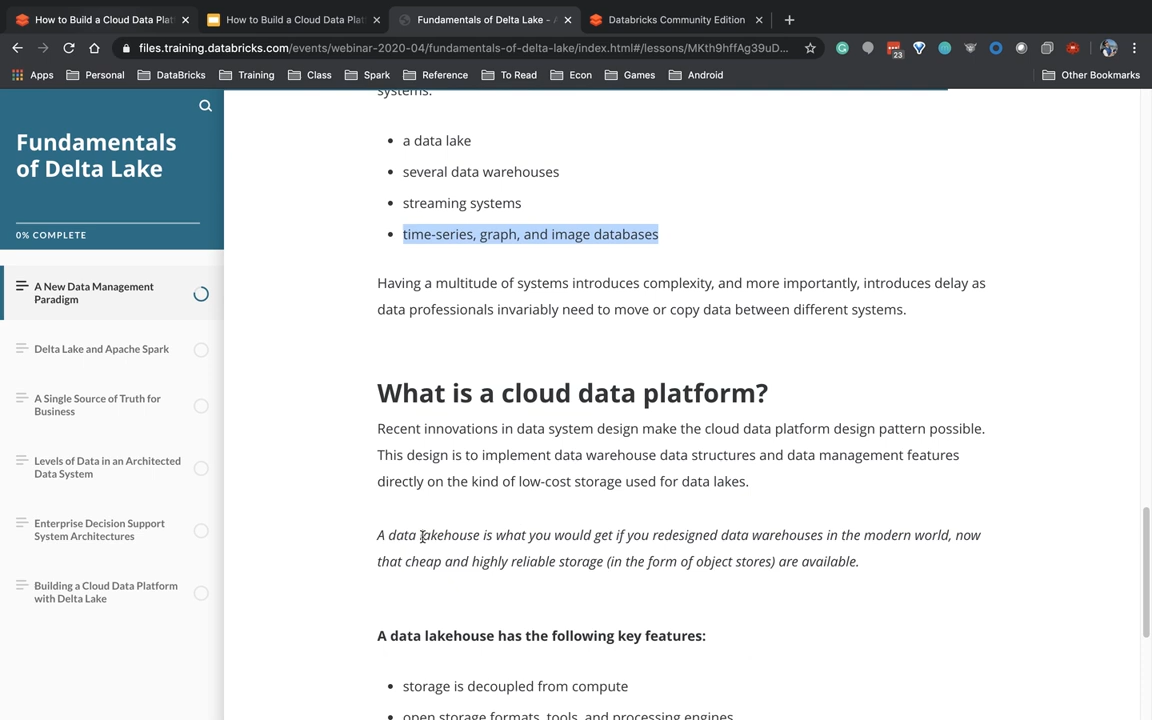 How to Build a Cloud Data Plat
How to Build a Cloud Data Plat
Fundamentals of Delta Lake -
Databricks Community Edition
files.training.databricks.com/events/webinar-2020-04/fundamentals-of-delta-lake/index.html#/lessons/MKth9hffAg39uD...
23
Apps
Personal
DataBricks
Training
Class
Spark
Reference
To Read
Econ
Games
Android
Other Bookmarks
Fundamentals
of Delta Lake
0% COMPLETE
A New Data Management
Paradigm
Delta Lake and Apache Spark
A Single Source of Truth for
Business
Levels of Data in an Architected
Data System
Enterprise Decision Support
System Architectures
Building a Cloud Data Platform
with Delta Lake
systems:
• a data lake
• several data warehouses
• streaming systems
• time-series, graph, and image databases
Having a multitude of systems introduces complexity, and more importantly, introduces delay as
data professionals invariably need to move or copy data between different systems.
What is a cloud data platform?
Recent innovations in data system design make the cloud data platform design pattern possible.
This design is to implement data warehouse data structures and data management features
directly on the kind of low-cost storage used for data lakes.
A data lakehouse is what you would get if you redesigned data warehouses in the modern world, now
that cheap and highly reliable storage (in the form of object stores) are available.
A data lakehouse has the following key features:
• storage is decoupled from compute
• open storage formats, tools, and processing engines